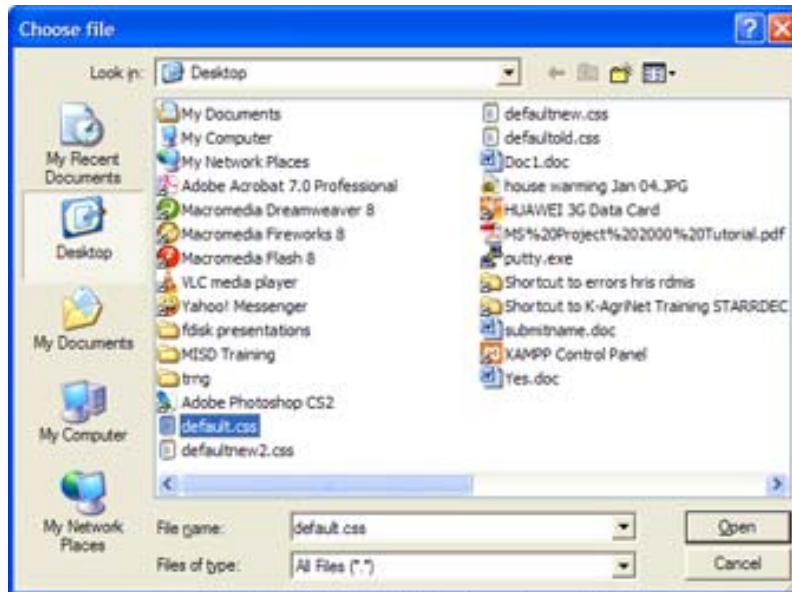 Choose file
Look in:
Desktop
My Recent
Documents
Desktop
My Documents
My Computer
My Network
Places
My Documents
My Computer
My Network Places
Adobe Acrobat 7.0 Professional
Macromedia Dreamweaver 8
Macromedia Fireworks 8
Macromedia Flash 8
VLC media player
Yahoo! Messenger
fdisk presentations
MISD Training
trng
Adobe Photoshop CS2
default.css
defaultnew2.css
defaultnew.css
defaultold.css
Doc1.doc
house warming Jan 04.JPG
HUAWEI 3G Data Card
MS%20Project%202000%20Tutorial.pdf
putty.exe
Shortcut to errors hris rdmis
Shortcut to K-AgriNet Training STARRDEC
submitname.doc
XAMPP Control Panel
Yes.doc
File name:
default.css
Open
Files of type:
All Files (*.*)
Cancel